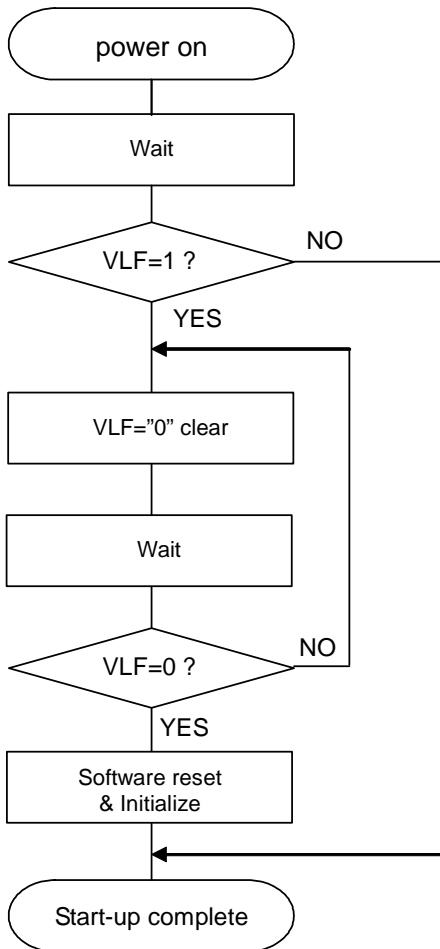 power on
Wait
VLF=1 ?
NO
YES
VLF=”0” clear
Wait
VLF=0 ?
NO
YES
Software reset
& Initialize
Start-up complete